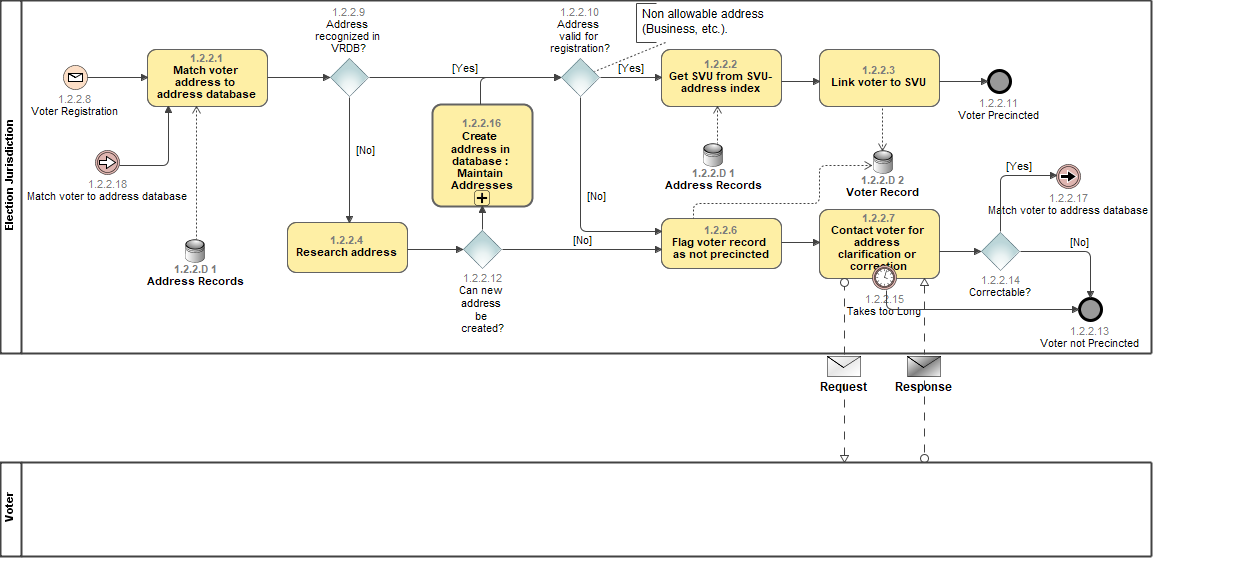 Election Jurisdiction
1.2.2.8
Voter Registration
1.2.2.18
Match voter to address database
1.2.2.1
Match voter
address to
address database
1.2.2.D 1
Address Records
1.2.2.9
Address
recognized in
VRDB?
[Yes]
[No]
1.2.2.4
Research address
1.2.2.16
Create
address in
database :
Maintain
Addresses
1.2.2.12
Can new
address
be
created?
[No]
1.2.2.10
Address
valid for
registration?
Non allowable address
(Business, etc.).
[Yes]
[No]
1.2.2.2
Get SVU from SVU-
address index
1.2.2.D 1
Address Records
1.2.2.3
Link voter to SVU
1.2.2.11
Voter Precincted
1.2.2.D 2
Voter Record
1.2.2.6
Flag voter record
as not precincted
1.2.2.7
Contact voter for
address
clarification or
correction
1.2.2.15
Takes too Long
[Yes]
1.2.2.17
Match voter to address database
[No]
1.2.2.14
Correctable?
1.2.2.13
Voter not Precincted
Request
Response
Voter